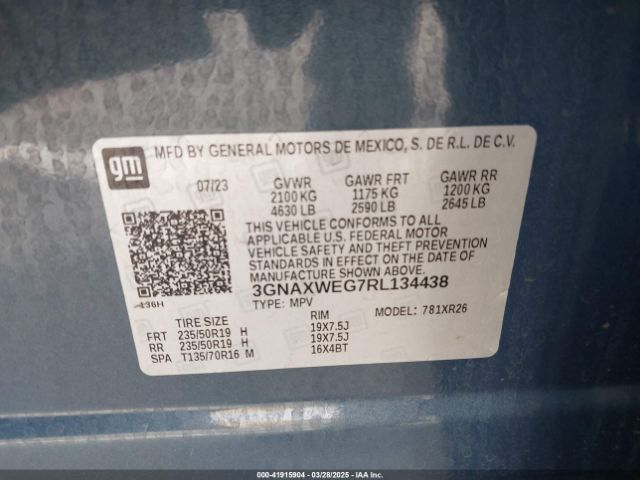 gm
MFD BY GENERAL MOTORS DE MEXICO, S. DE R.L. DE C.V.
07/23 GVWR GAWR FRT GAWR RR
2100 KG 1175 KG 1200 KG
4630 LB 2590 LB 2645 LB
THIS VEHICLE CONFORMS TO ALL
APPLICABLE U.S. FEDERAL MOTOR
VEHICLE SAFETY AND THEFT PREVENTION
STANDARDS IN EFFECT ON THE DATE OF
MANUFACTURE SHOWN ABOVE.
136H 3GNAXWEG7RL134438
TYPE: MPV MODEL: 781XR26
TIRE SIZE RIM
FRT 235/50R19 H 19X7.5J
RR 235/50R19 H 19X7.5J
SPA T135/70R16 M 16X4BT
000-41915904 | 03/28/2025 - IAA Inc.